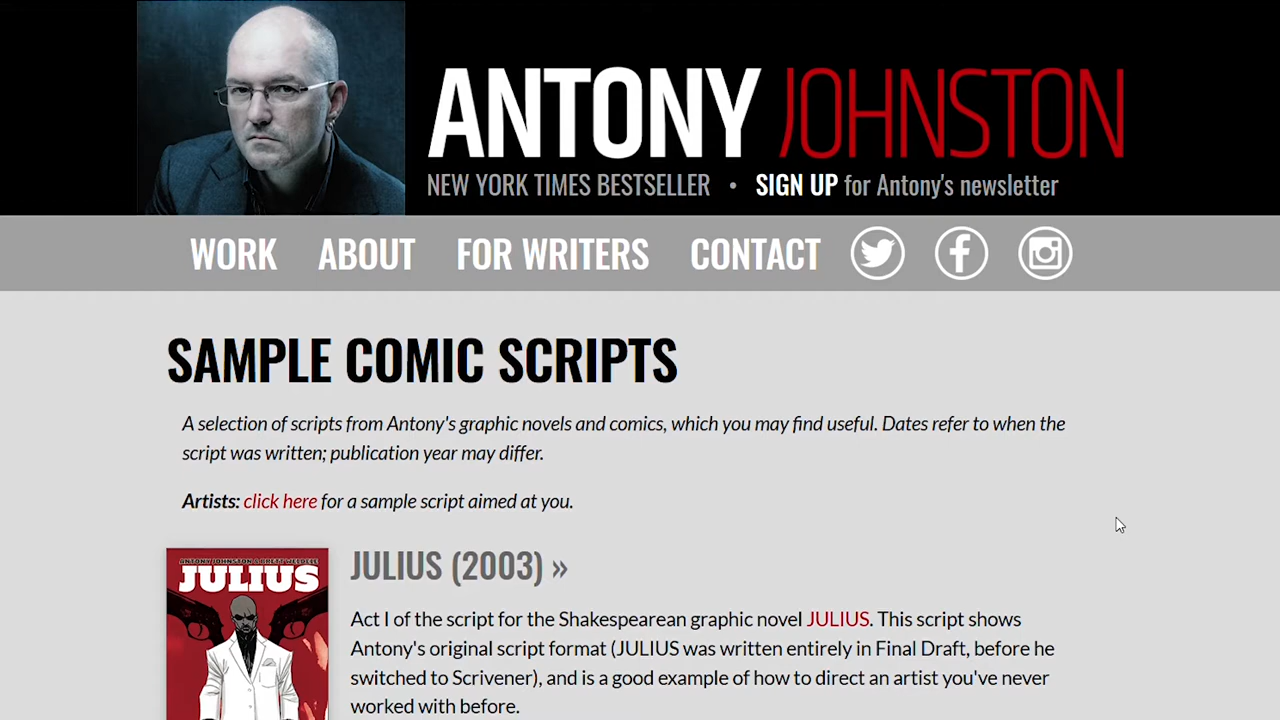 ANTONY JOHNSTON
NEW YORK TIMES BESTSELLER • SIGN UP for Antony's newsletter
WORK ABOUT FOR WRITERS CONTACT
SAMPLE COMIC SCRIPTS
A selection of scripts from Antony's graphic novels and comics, which you may find useful. Dates refer to when the
script was written; publication year may differ.
Artists: click here for a sample script aimed at you.
ANTONY JOHNSTON & BRETT WELDELE
JULIUS
JULIUS (2003) »
Act I of the script for the Shakespearean graphic novel JULIUS. This script shows
Antony's original script format (JULIUS was written entirely in Final Draft, before he
switched to Scrivener), and is a good example of how to direct an artist you've never
worked with before.